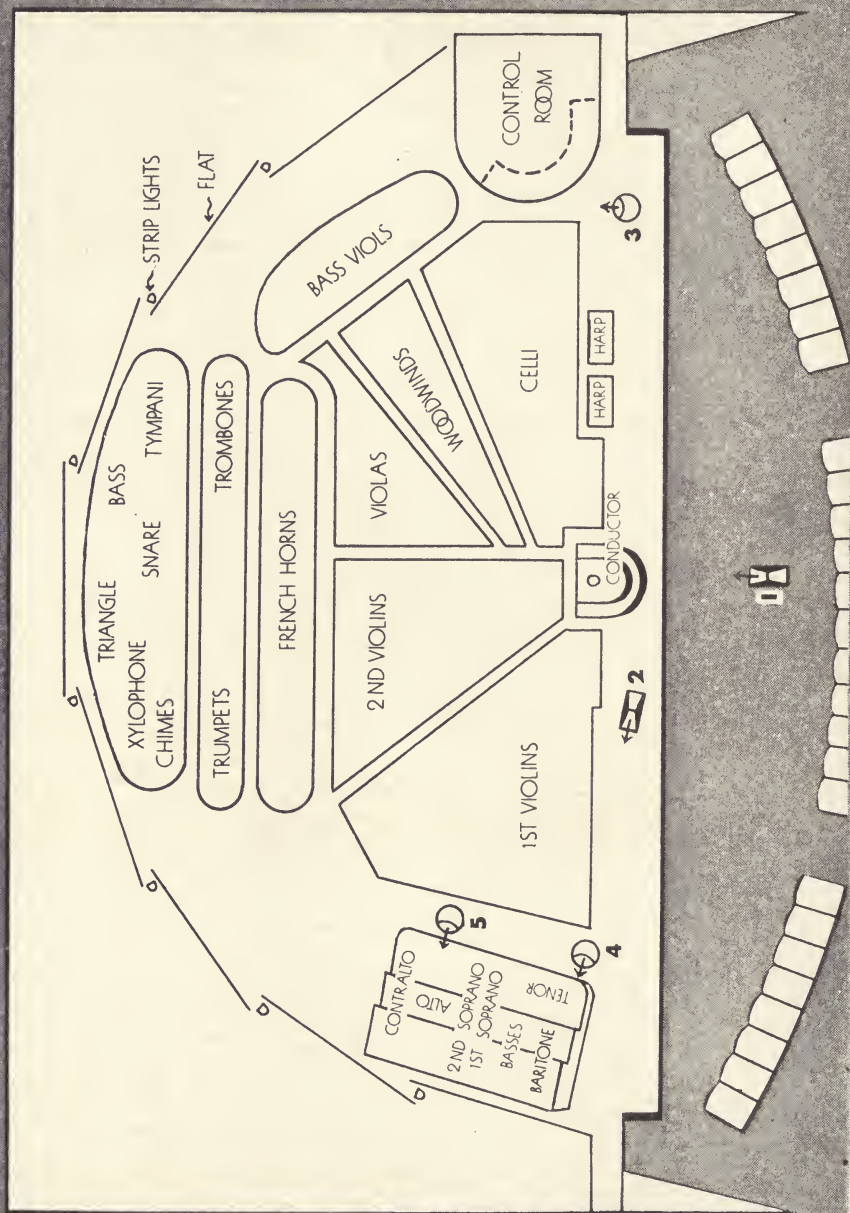 STRIP LIGHTS
FLAT
TRIANGLE
BASS
XYLOPHONE
SNARE
TYMPANI
CHIMES
TRUMPETS
TROMBONES
FRENCH HORNS
BASS VIOLS
CONTROL
ROOM
2ND VIOLINS
VIOLAS
WOODWINDS
1ST VIOLINS
CELLI
HARP
HARP
CONDUCTOR
CONTRALTO
ALTO
2ND SOPRANO
1ST SOPRANO
TENOR
BASSES
BARITONE
5
4
2
3
1